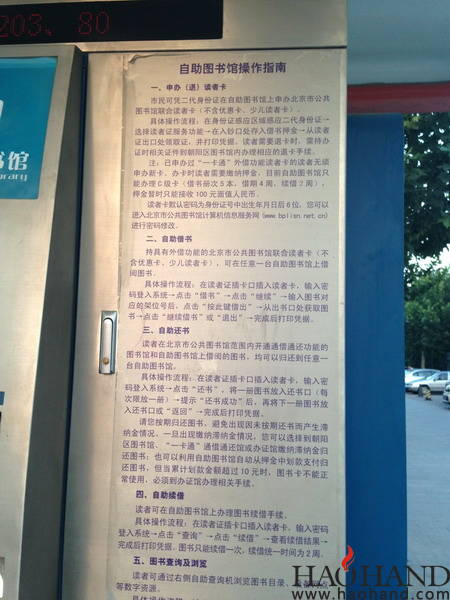 203、80
书馆
rary
自助图书馆操作指南
一、申办（退）读者卡
市民可凭二代身份证在自助图书馆上申办北京市公共
图书馆联合读者卡（不含优惠卡、少儿读者卡）。
具体操作流程：在身份证感应区域感应二代身份证→
选择读者证服务功能→在入钞口处存入借书押金→从读者
证出口处领取证，并打印凭据。读者需要退卡时，需持办
证时相关证件到朝阳区图书馆内办理相应的退卡手续。
注：已申办过“一卡通”外借功能读者卡的读者无须
申办新卡。办卡时读者需要缴纳押金，目前自助图书馆只
能办理C级卡（借书册次5本，借期4周，续借2周），
押金暂时只能接收100元面值人民币。
读者卡默认密码为身份证号中出生年月日后6位。您可
以进入北京市公共图书馆计算机信息服务网（www.bplisn.net.cn）
进行密码修改。
二、自助借书
持具有外借功能的北京市公共图书馆联合读者卡（不
含优惠卡、少儿读者卡），可在任意一台自助图书馆上借
阅图书。
具体操作流程：在读者证插卡口插入读者卡，输入密
码登入系统→点击“借书”→点击“继续”→输入图书对
应的架位号后，点击“按此键借出”→从出书口处获取图
书→点击“继续借书”或“退出”→完成后打印凭据。
三、自助还书
读者在北京市公共图书馆范围内开通通借通还功能的
图书馆和自助图书馆上借阅的图书，均可以归还到任意一
台自助图书馆。
具体操作流程：在读者证插卡口插入读者卡，输入密
码登入系统→点击“还书”，将一册图书放入还书口（每
次限放一册）→提示“还书成功”后，再将下一册图书放
入还书口或“返回”→完成后打印凭据。
请您按期归还图书，避免出现因未按期还书而产生滞
纳金情况，一旦出现缴纳滞纳金情况，您可以选择到朝阳
区图书馆、“一卡通”通借通还馆或办证馆缴纳滞纳金归
还图书；也可以利用自助图书馆自动从押金中划款支付归
还图书，但当累计划款金额超过10元时，图书卡不能正
常使用，必须到办证馆办理相关手续。
四、自助续借
读者可在自助图书馆上办理图书续借手续。
具体操作流程：在读者证插卡口插入读者卡，输入密
码登入系统→点击“查询”→点击“续借”→查看续借结果→
完成后打印凭据。图书只能续借一次，续借统一时间为2周。
五、图书查询及浏览
读者可通过右侧自助查询机浏览图书目录、
等数字资源。
HAOHAND
www.haohand.com